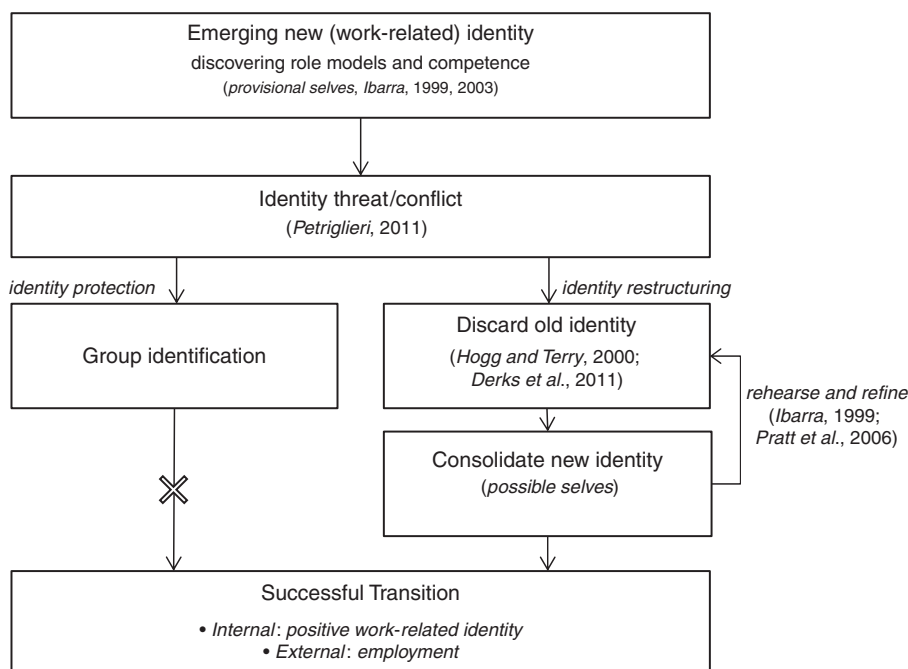 Emerging new (work-related) identity
discovering role models and competence
(provisional selves, Ibarra, 1999, 2003)
Identity threat/conflict
(Petriglieri, 2011)
identity protection
identity restructuring
Group identification
Discard old identity
(Hogg and Terry, 2000;
Derks et al., 2011)
rehearse and refine
(Ibarra, 1999;
Pratt et al., 2006)
Consolidate new identity
(possible selves)
Successful Transition
• Internal: positive work-related identity
• External: employment